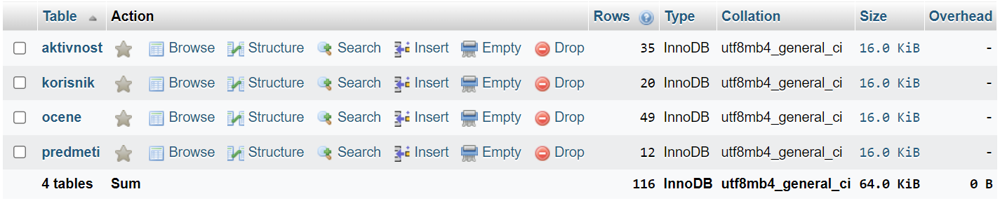 Table Action Rows Type Collation Size Overhead
aktivnost Browse Structure Search Insert Empty Drop 35 InnoDB utf8mb4_general_ci 16.0 KiB -
korisnik Browse Structure Search Insert Empty Drop 20 InnoDB utf8mb4_general_ci 16.0 KiB -
ocene Browse Structure Search Insert Empty Drop 49 InnoDB utf8mb4_general_ci 16.0 KiB -
predmeti Browse Structure Search Insert Empty Drop 12 InnoDB utf8mb4_general_ci 16.0 KiB -
4 tables Sum 116 InnoDB utf8mb4_general_ci 64.0 KiB 0 B